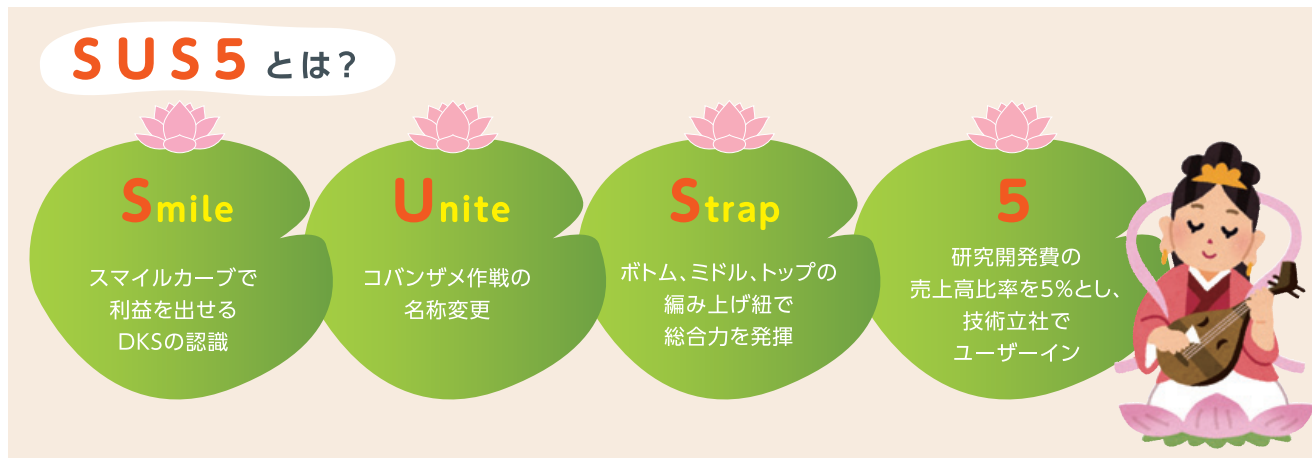 SUS5 とは？
Smile
スマイルカーブで
利益を出せる
DKSの認識
Unite
コバンザメ作戦の
名称変更
Strap
ボトム、ミドル、トップの
編み上げ紐で
総合力を発揮
5
研究開発費の
売上高比率を5%とし、
技術立社で
ユーザーイン